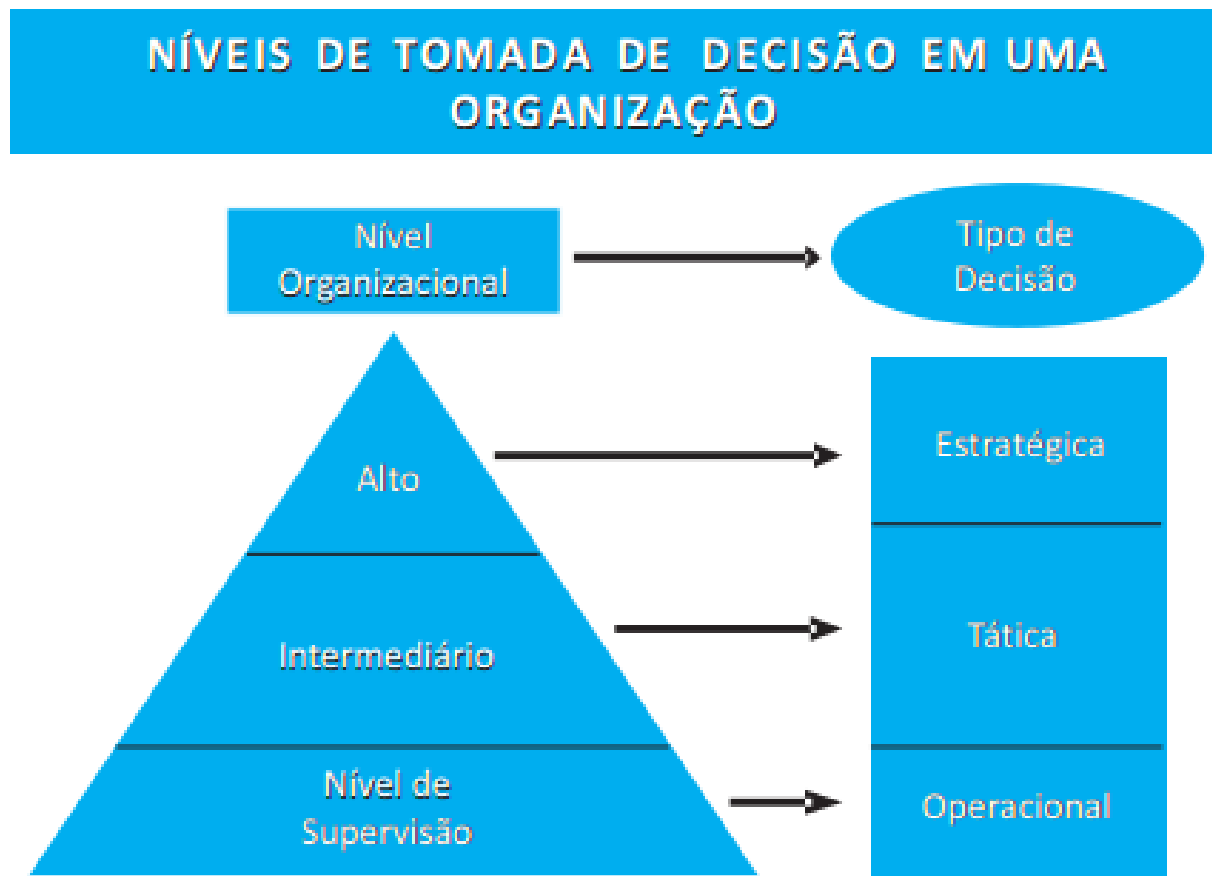 NÍVEIS DE TOMADA DE DECISÃO EM UMA
ORGANIZAÇÃO
Nível
Organizacional
Tipo de
Decisão
Alto
Estratégica
Intermediário
Tática
Nível de
Supervisão
Operacional